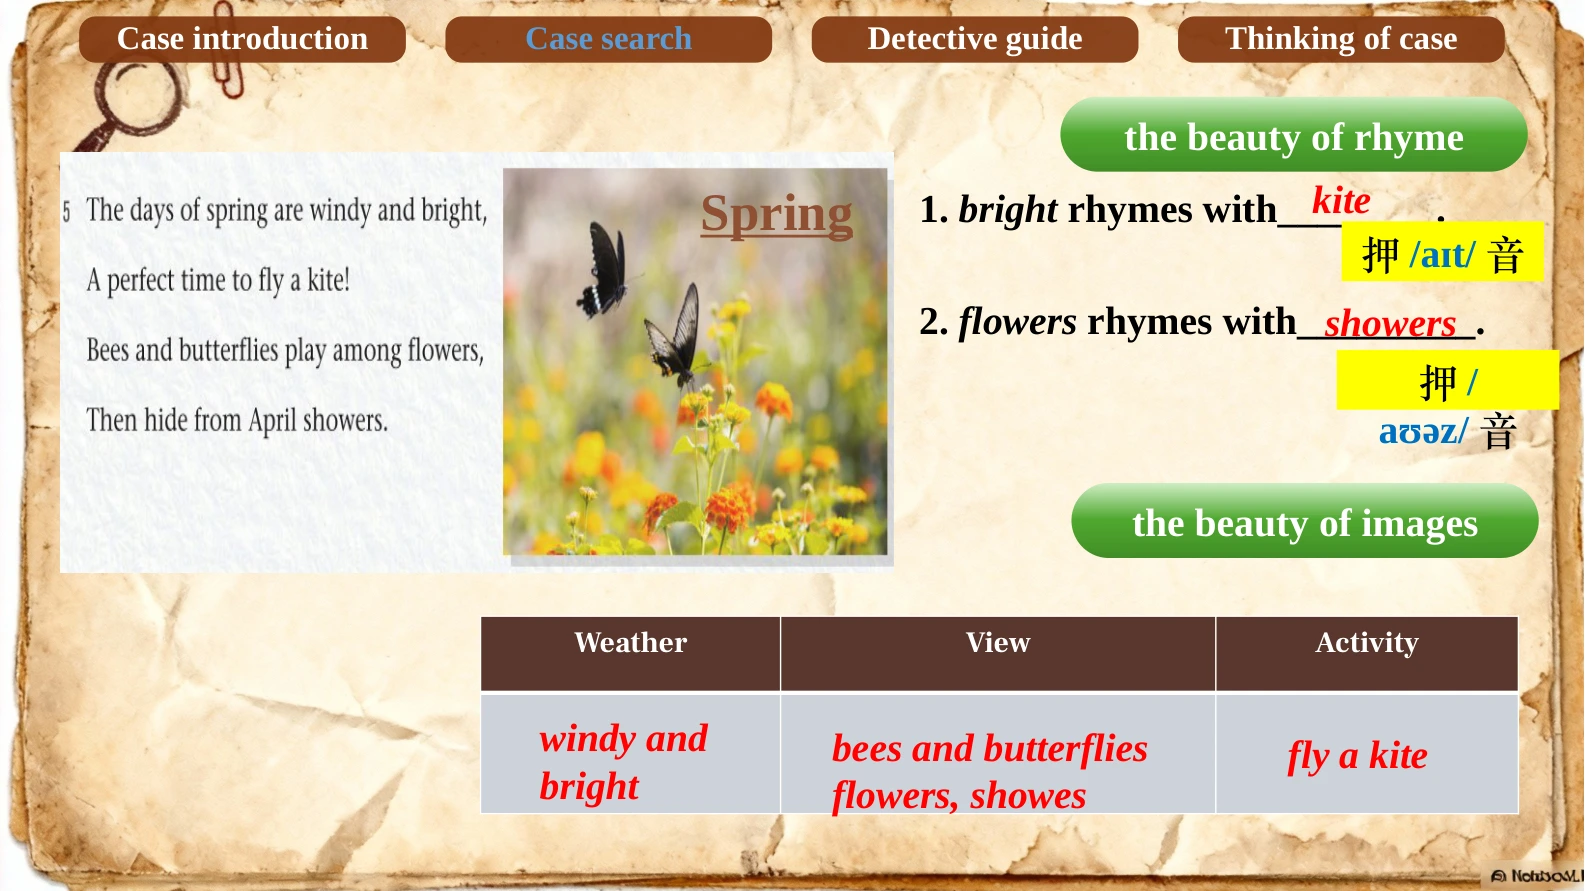 Case introduction
Case search
Detective guide
Thinking of case
the beauty of rhyme
5 The days of spring are windy and bright,
A perfect time to fly a kite!
Bees and butterflies play among flowers,
Then hide from April showers.
Spring
1. bright rhymes with________.
kite
押 /aɪt/ 音
2. flowers rhymes with_________.
showers
押 /
aʊəz/ 音
the beauty of images
Weather
View
Activity
windy and
bright
bees and butterflies
flowers, showes
fly a kite